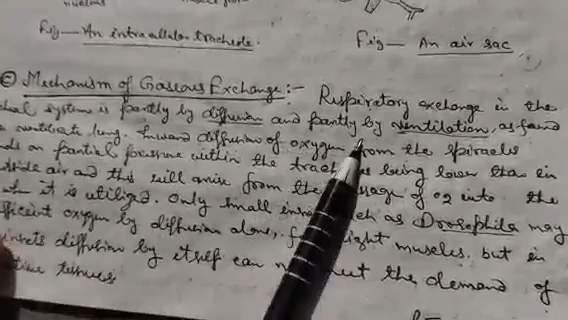 Fig— An intracellular tracheole.
Fig— An air sac
Mechanism of Gaseous Exchange:- Respiratory exchange in the
system is partly by diffusion and partly by ventilation, as found
lung. Inward diffusion of oxygen from the spiracles
on partial pressure within the being lower than in
air and this will arise from the of O2 into the
it is utilized. Only small such as Drosophila may
oxygen by diffusion alone, flight muscles, but in
diffusion by itself can meet the demand of
tissues